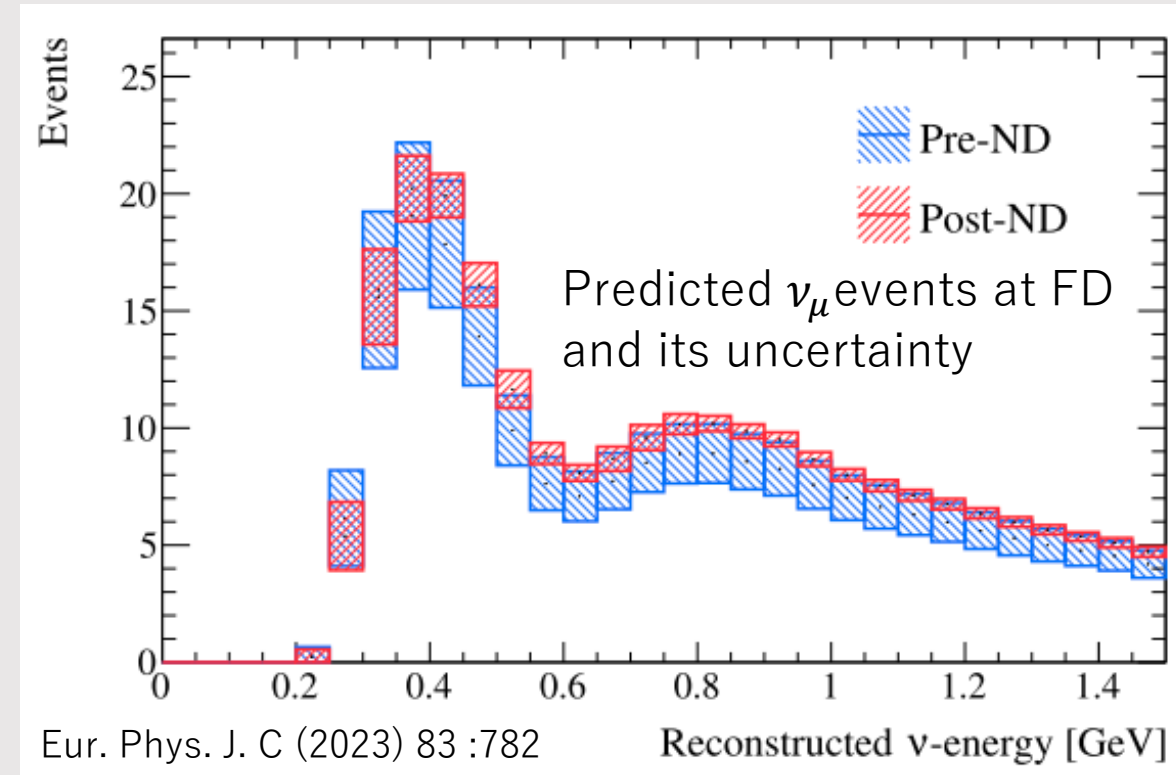 Events
25
20
15
10
5
0
Pre-ND
Post-ND
Predicted νμ events at FD
and its uncertainty
0 0.2 0.4 0.6 0.8 1 1.2 1.4
Eur. Phys. J. C (2023) 83 :782
Reconstructed ν-energy [GeV]